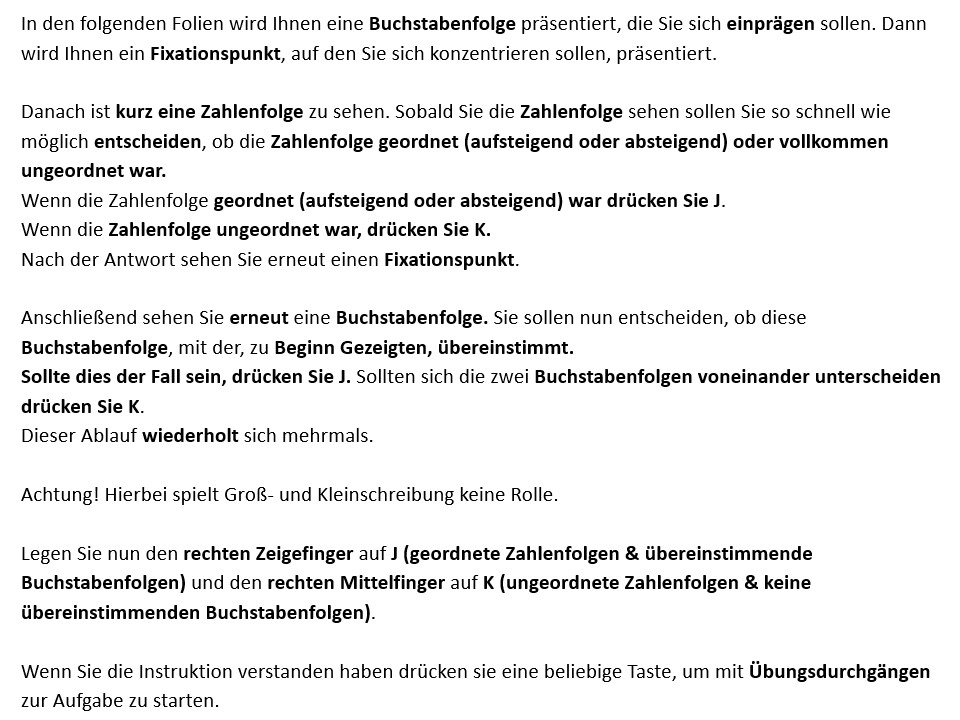 In den folgenden Folien wird Ihnen eine Buchstabenfolge präsentiert, die Sie sich einprägen sollen. Dann
wird Ihnen ein Fixationspunkt, auf den Sie sich konzentrieren sollen, präsentiert.
Danach ist kurz eine Zahlenfolge zu sehen. Sobald Sie die Zahlenfolge sehen sollen Sie so schnell wie
möglich entscheiden, ob die Zahlenfolge geordnet (aufsteigend oder absteigend) oder vollkommen
ungeordnet war.
Wenn die Zahlenfolge geordnet (aufsteigend oder absteigend) war drücken Sie J.
Wenn die Zahlenfolge ungeordnet war, drücken Sie K.
Nach der Antwort sehen Sie erneut einen Fixationspunkt.
Anschließend sehen Sie erneut eine Buchstabenfolge. Sie sollen nun entscheiden, ob diese
Buchstabenfolge, mit der, zu Beginn Gezeigten, übereinstimmt.
Sollte dies der Fall sein, drücken Sie J. Sollten sich die zwei Buchstabenfolgen voneinander unterscheiden
drücken Sie K.
Dieser Ablauf wiederholt sich mehrmals.
Achtung! Hierbei spielt Groß- und Kleinschreibung keine Rolle.
Legen Sie nun den rechten Zeigefinger auf J (geordnete Zahlenfolgen & übereinstimmende
Buchstabenfolgen) und den rechten Mittelfinger auf K (ungeordnete Zahlenfolgen & keine
übereinstimmenden Buchstabenfolgen).
Wenn Sie die Instruktion verstanden haben drücken sie eine beliebige Taste, um mit Übungsdurchgängen
zur Aufgabe zu starten.